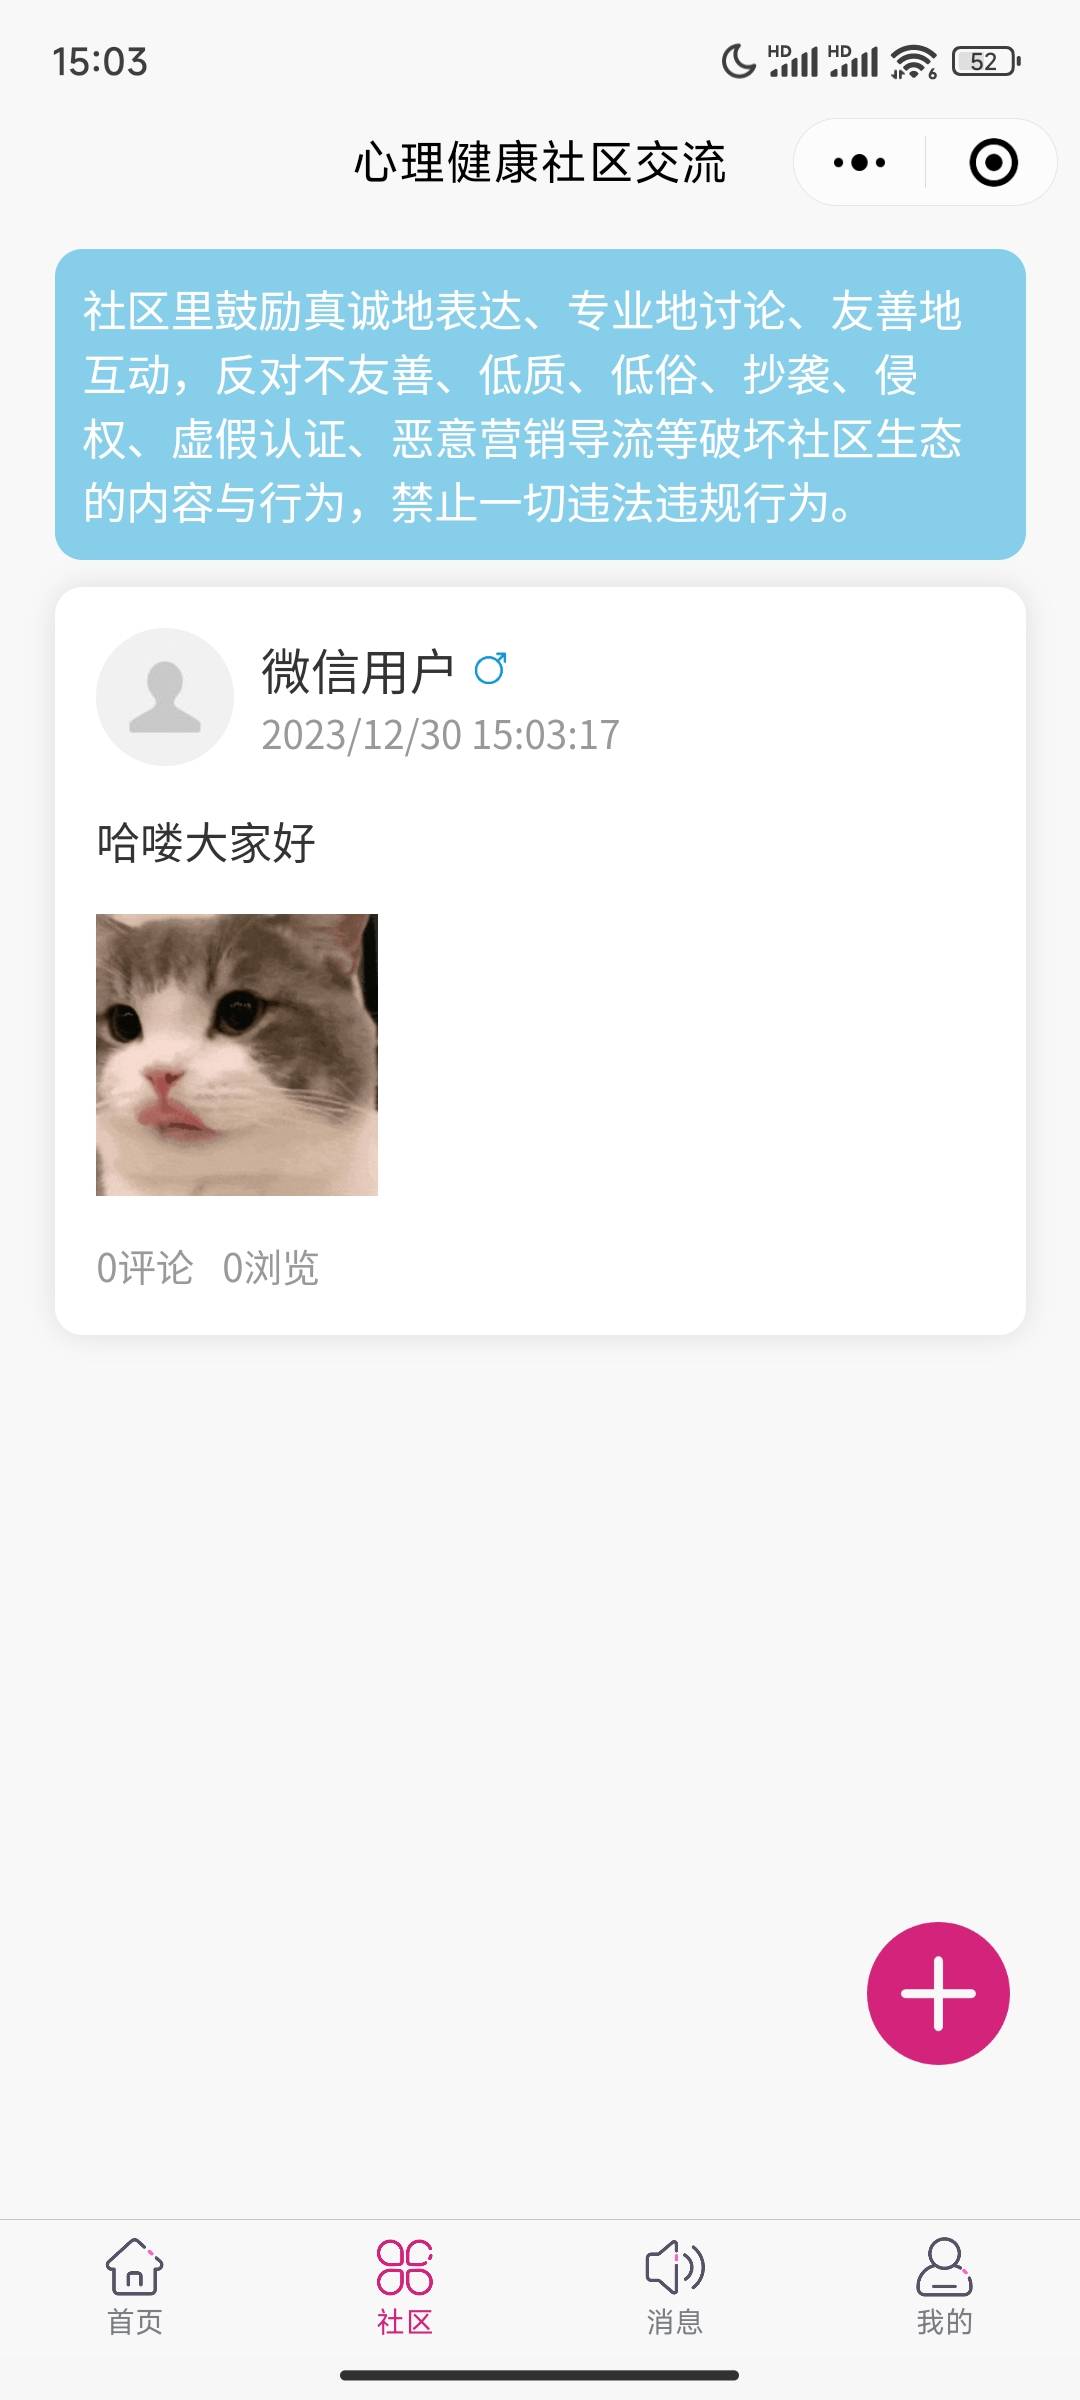 15:03
HD HD 6 52
心理健康社区交流
社区里鼓励真诚地表达、专业地讨论、友善地
互动，反对不友善、低质、低俗、抄袭、侵
权、虚假认证、恶意营销导流等破坏社区生态
的内容与行为，禁止一切违法违规行为。
微信用户
2023/12/30 15:03:17
哈喽大家好
0评论 0浏览
首页 社区 消息 我的